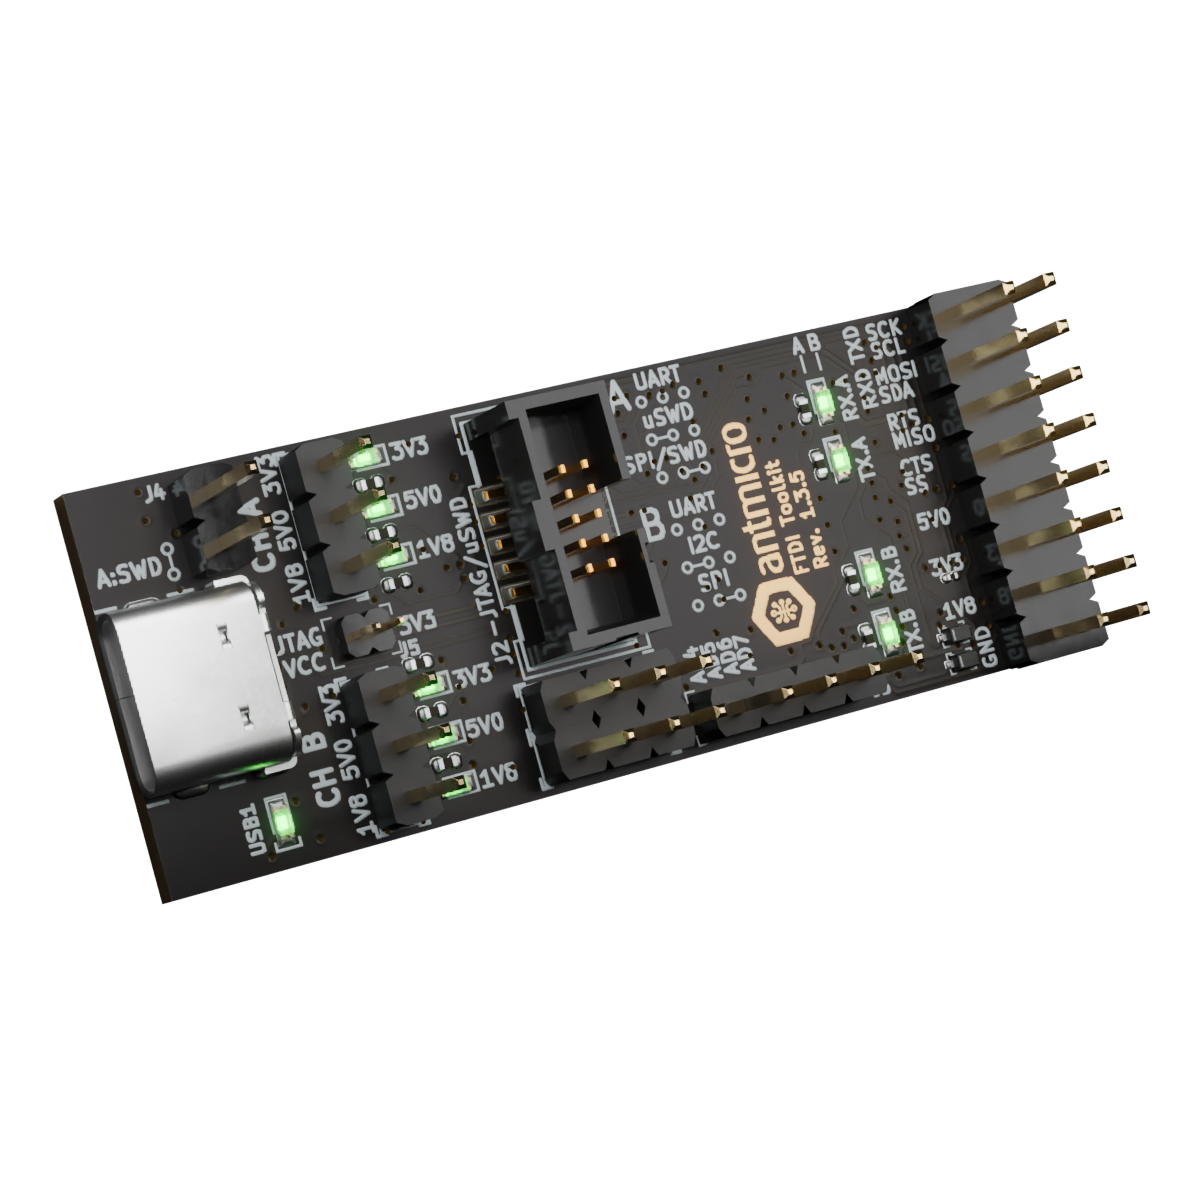 J4
A:SWD
CH A
3V3
5V0
1V8
3V3
5V0
1V8
JTAG
VCC
3V3
J5
CH B
3V3
5V0
1V8
3V3
5V0
1V8
USB1
J2-JTAG/uSWD
A
UART
uSWD
SPI/SWD
B
UART
I2C
SPI
AD5
AD6
AD7
antmicro
FTDI Toolkit
Rev. 1.3.5
A B
RX.A
TX.A
RX.B
TX.B
TXD
RXD
SCK
SCL
MOSI
SDA
RTS
MISO
CTS
SS
5V0
3V3
1V8
GND